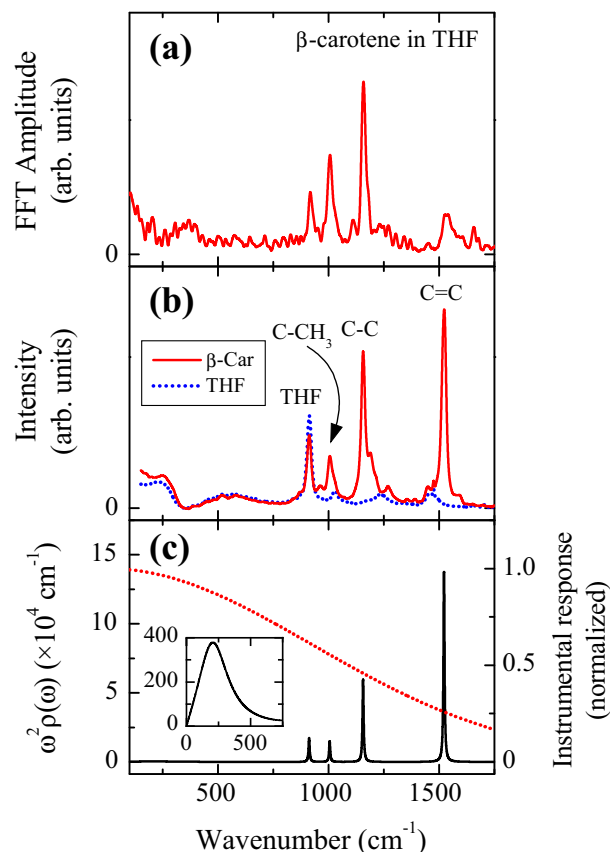 (a)
β-carotene in THF
FFT Amplitude
(arb. units)
0
(b)
C=C
C-CH3
C-C
β-Car
THF
THF
Intensity
(arb. units)
0
(c)
15
10
5
0
ω² ρ(ω) (×10⁴ cm⁻¹)
400
200
0
0
500
1.0
0.5
0
Instrumental response
(normalized)
500
1000
1500
Wavenumber (cm⁻¹)